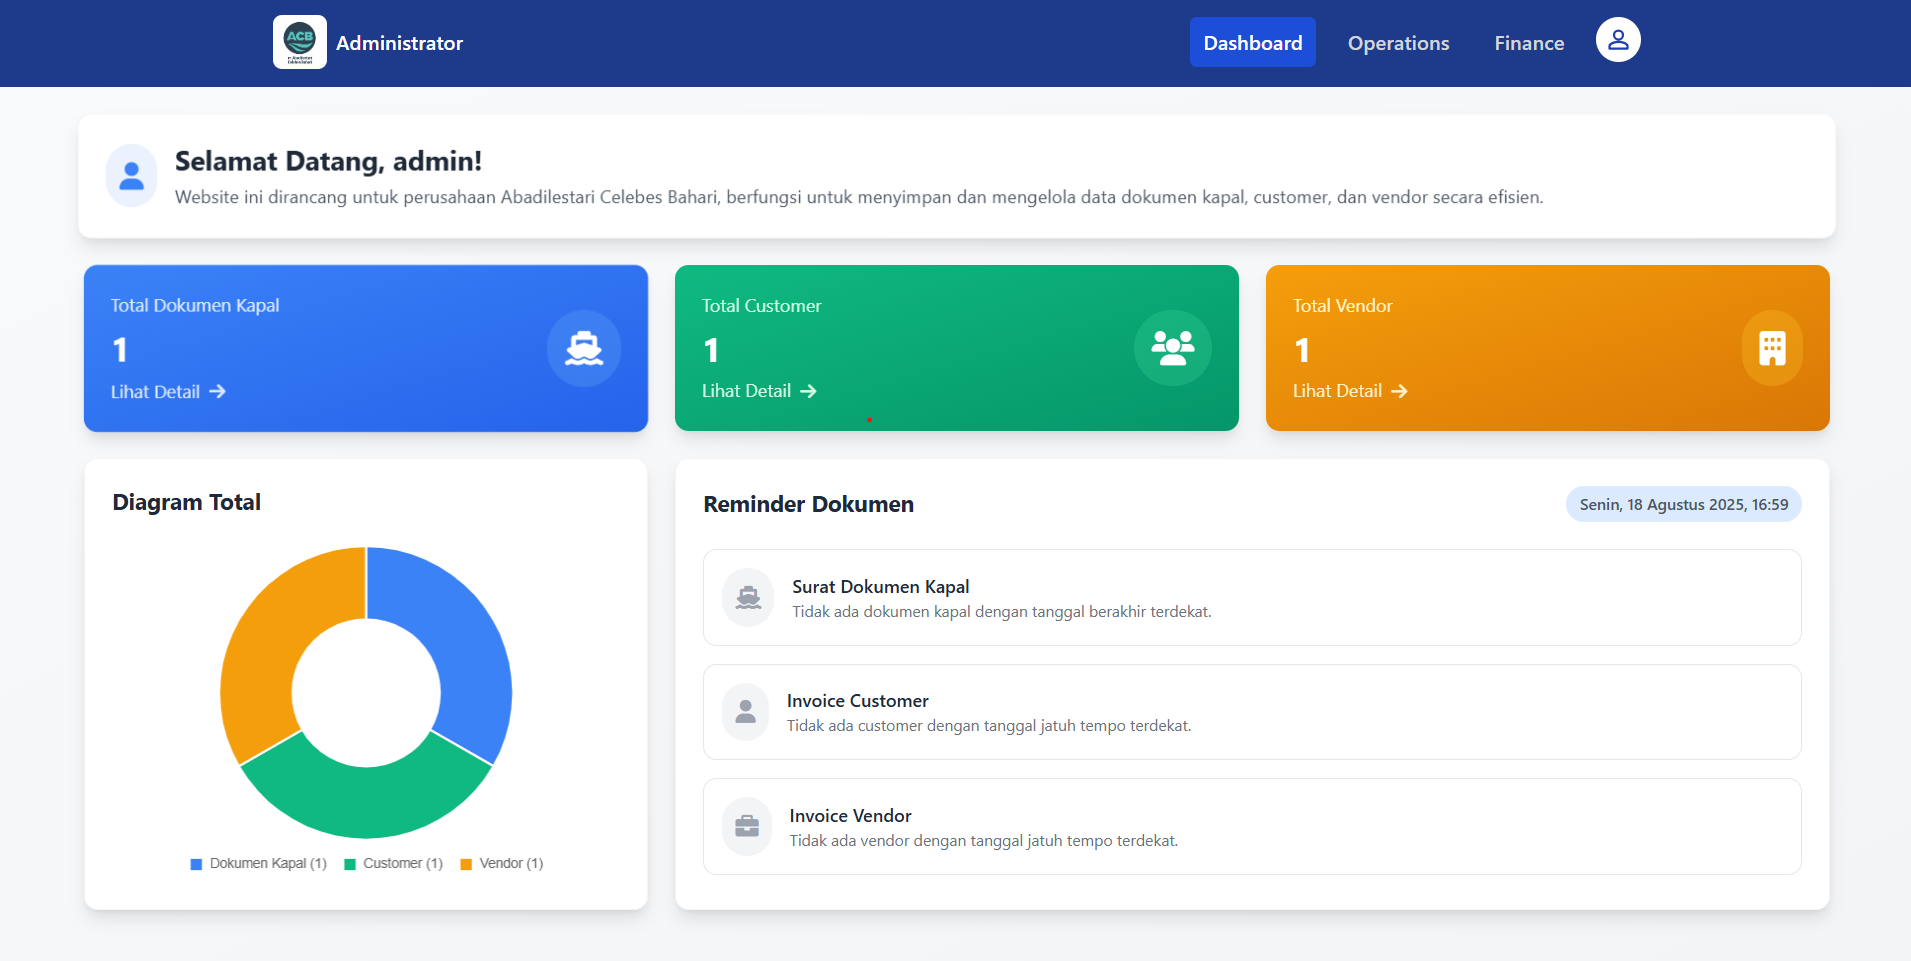 ACB
Administrator
Dashboard
Operations
Finance
Selamat Datang, admin!
Website ini dirancang untuk perusahaan Abadilestari Celebes Bahari, berfungsi untuk menyimpan dan mengelola data dokumen kapal, customer, dan vendor secara efisien.
Total Dokumen Kapal
1
Lihat Detail →
Total Customer
1
Lihat Detail →
Total Vendor
1
Lihat Detail →
Diagram Total
Dokumen Kapal (1)
Customer (1)
Vendor (1)
Reminder Dokumen
Senin, 18 Agustus 2025, 16:59
Surat Dokumen Kapal
Tidak ada dokumen kapal dengan tanggal berakhir terdekat.
Invoice Customer
Tidak ada customer dengan tanggal jatuh tempo terdekat.
Invoice Vendor
Tidak ada vendor dengan tanggal jatuh tempo terdekat.